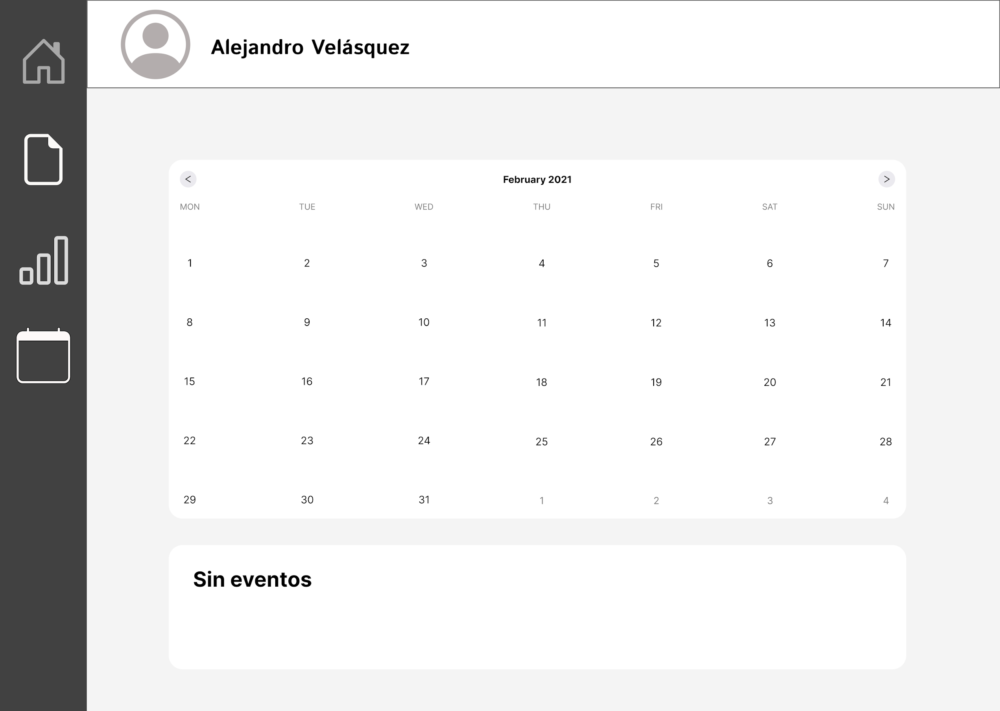 Alejandro Velásquez
< February 2021 >
MON TUE WED THU FRI SAT SUN
1 2 3 4 5 6 7
8 9 10 11 12 13 14
15 16 17 18 19 20 21
22 23 24 25 26 27 28
29 30 31 1 2 3 4
Sin eventos